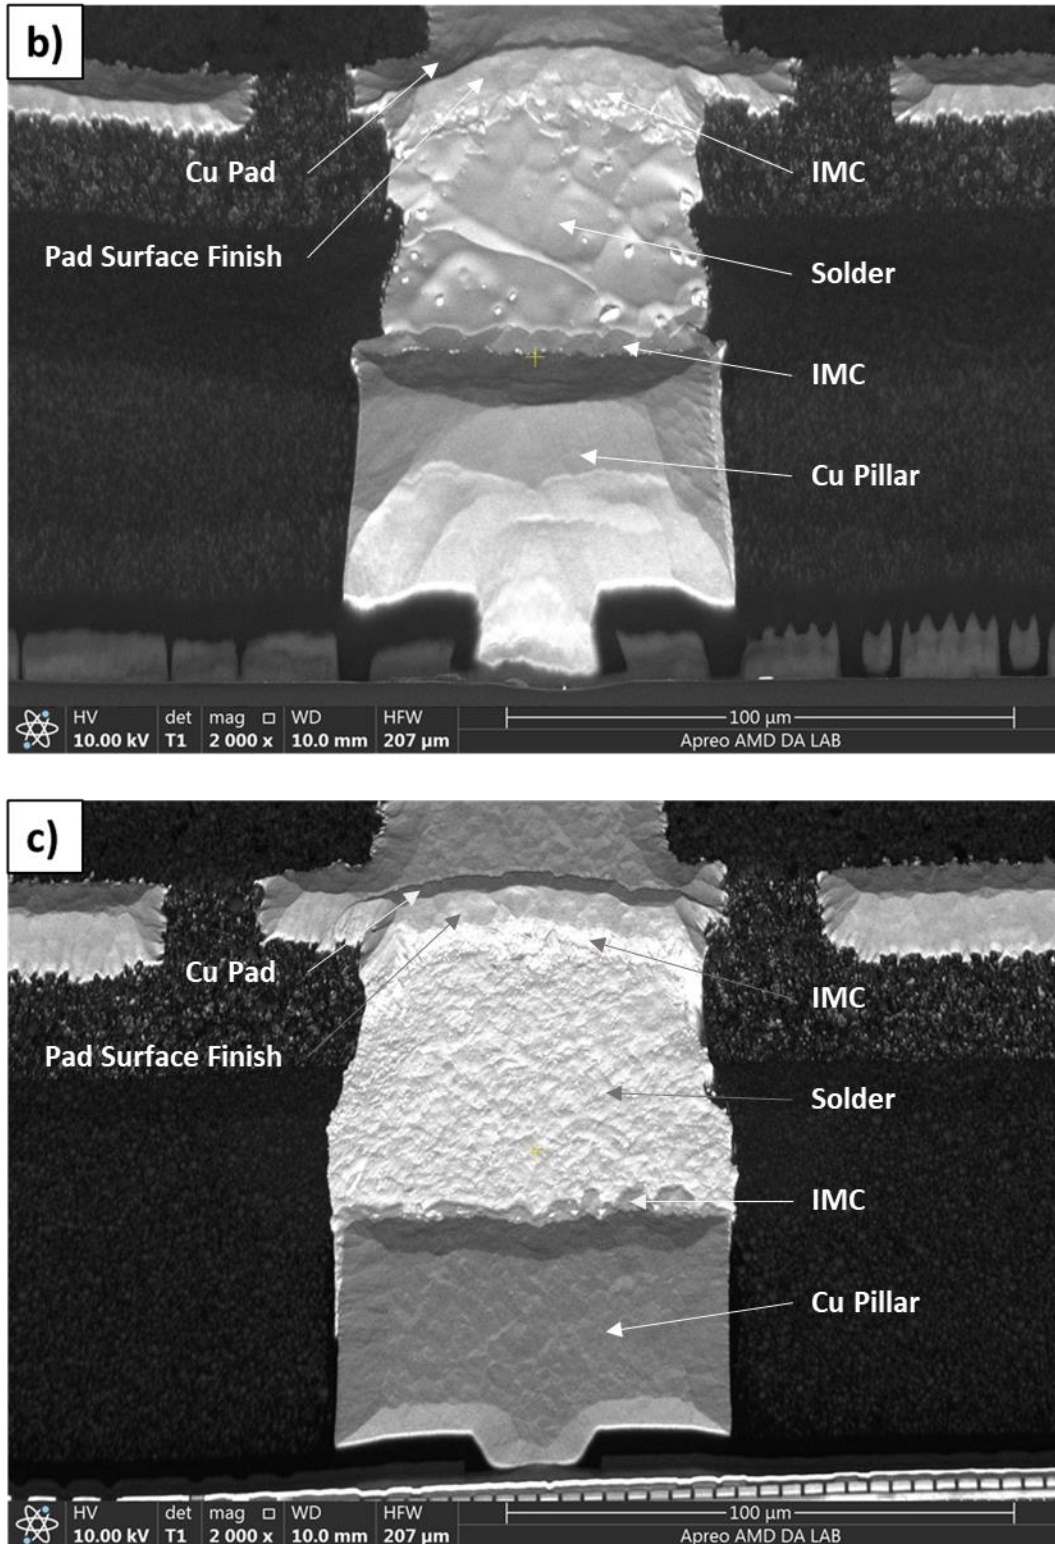 b)
Cu Pad
IMC
Pad Surface Finish
Solder
IMC
Cu Pillar
HV det mag □ WD HFW
10.00 kV T1 2 000 x 10.0 mm 207 µm
100 µm
Apreo AMD DA LAB
c)
Cu Pad
IMC
Pad Surface Finish
Solder
IMC
Cu Pillar
HV det mag □ WD HFW
10.00 kV T1 2 000 x 10.0 mm 207 µm
100 µm
Apreo AMD DA LAB